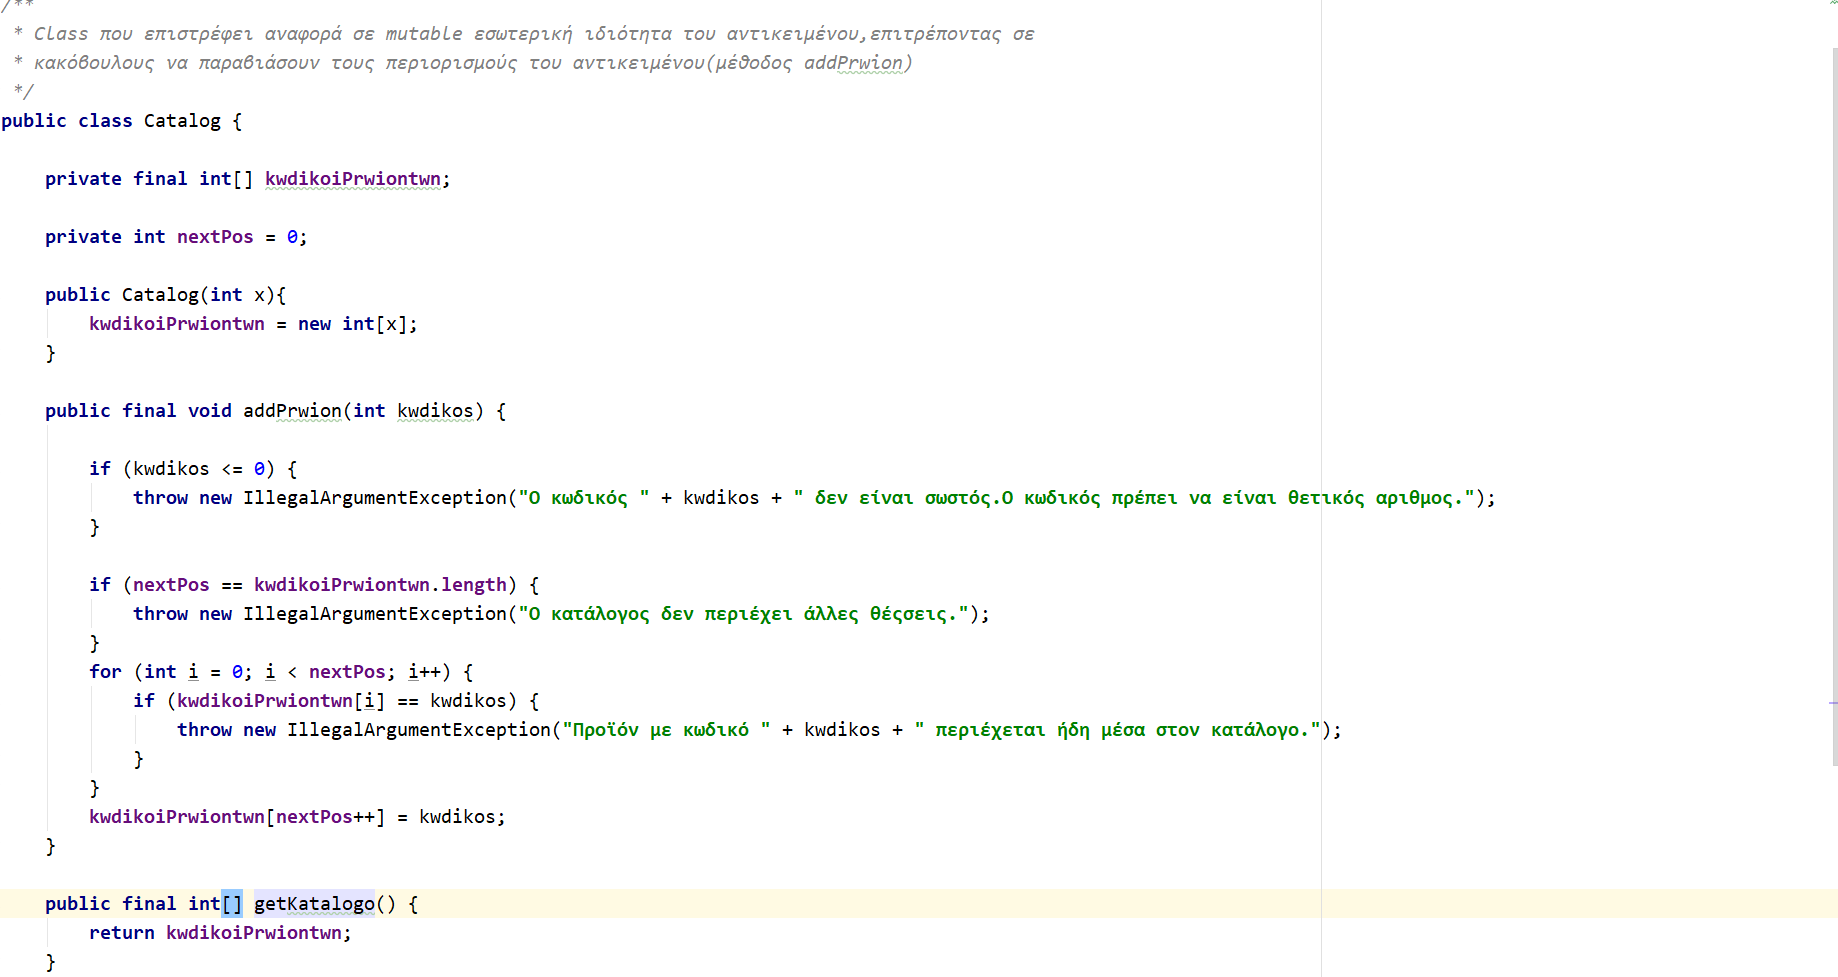 /**
 * Class που επιστρέφει αναφορά σε mutable εσωτερική ιδιότητα του αντικειμένου,επιτρέποντας σε
 * κακόβουλους να παραβιάσουν τους περιορισμούς του αντικειμένου(μέθοδος addPrwion)
 */
public class Catalog {
    private final int[] kwdikoiPrwiontwn;
    private int nextPos = 0;
    public Catalog(int x){
        kwdikoiPrwiontwn = new int[x];
    }
    public final void addPrwion(int kwdikos) {
        if (kwdikos <= 0) {
            throw new IllegalArgumentException("Ο κωδικός " + kwdikos + " δεν είναι σωστός.Ο κωδικός πρέπει να είναι θετικός αριθμος.");
        }
        if (nextPos == kwdikoiPrwiontwn.length) {
            throw new IllegalArgumentException("Ο κατάλογος δεν περιέχει άλλες θέςσεις.");
        }
        for (int i = 0; i < nextPos; i++) {
            if (kwdikoiPrwiontwn[i] == kwdikos) {
                throw new IllegalArgumentException("Προϊόν με κωδικό " + kwdikos + " περιέχεται ήδη μέσα στον κατάλογο.");
            }
        }
        kwdikoiPrwiontwn[nextPos++] = kwdikos;
    }
    public final int[] getKatalogo() {
        return kwdikoiPrwiontwn;
    }